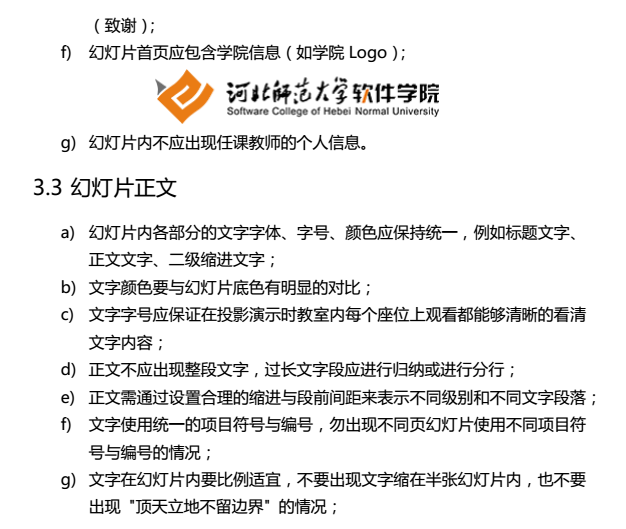 （致谢）；
f) 幻灯片首页应包含学院信息（如学院 Logo）；
河北师范大学软件学院
Software College of Hebei Normal University
g) 幻灯片内不应出现任课教师的个人信息。
3.3 幻灯片正文
a) 幻灯片内各部分的文字字体、字号、颜色应保持统一，例如标题文字、
正文文字、二级缩进文字；
b) 文字颜色要与幻灯片底色有明显的对比；
c) 文字字号应保证在投影演示时教室内每个座位上观看都能够清晰的看清
文字内容；
d) 正文不应出现整段文字，过长文字段应进行归纳或进行分行；
e) 正文需通过设置合理的缩进与段前间距来表示不同级别和不同文字段落；
f) 文字使用统一的项目符号与编号，勿出现不同页幻灯片使用不同项目符
号与编号的情况；
g) 文字在幻灯片内要比例适宜，不要出现文字缩在半张幻灯片内，也不要
出现 "顶天立地不留边界" 的情况；